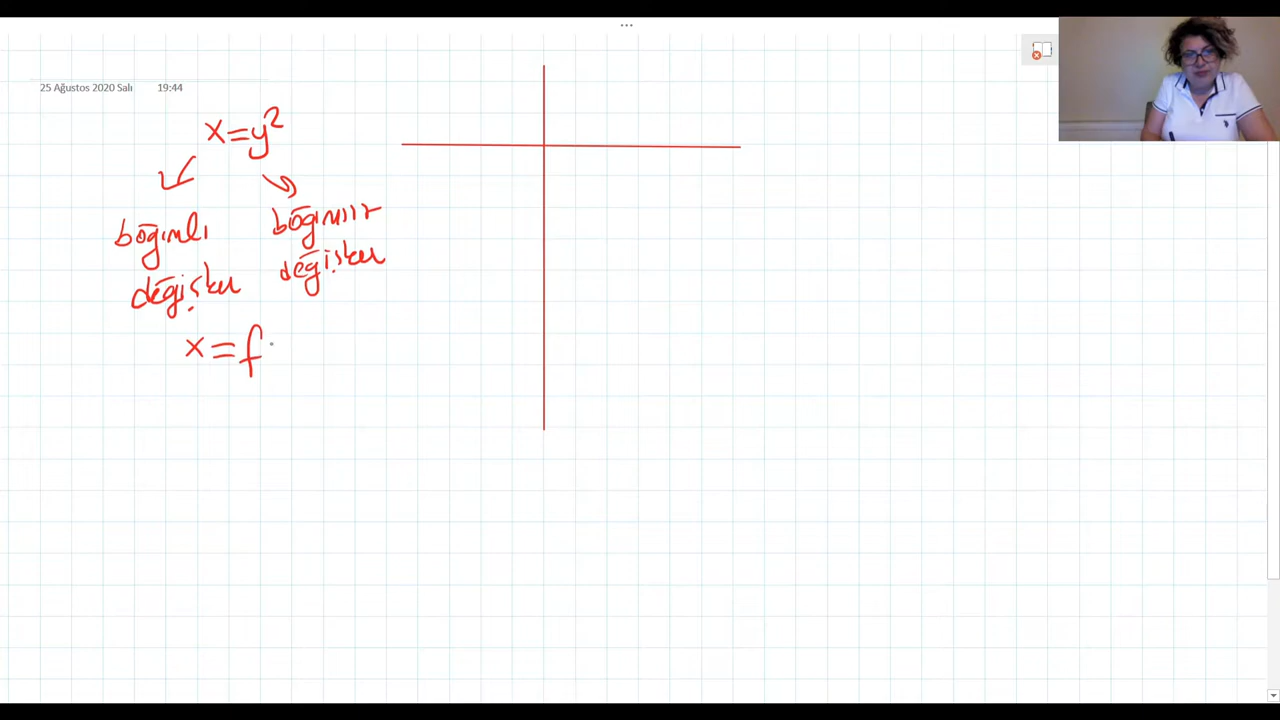 25 Ağustos 2020 Salı 19:44
x=y²
bağımlı değişken
bağımsız değişken
x=f